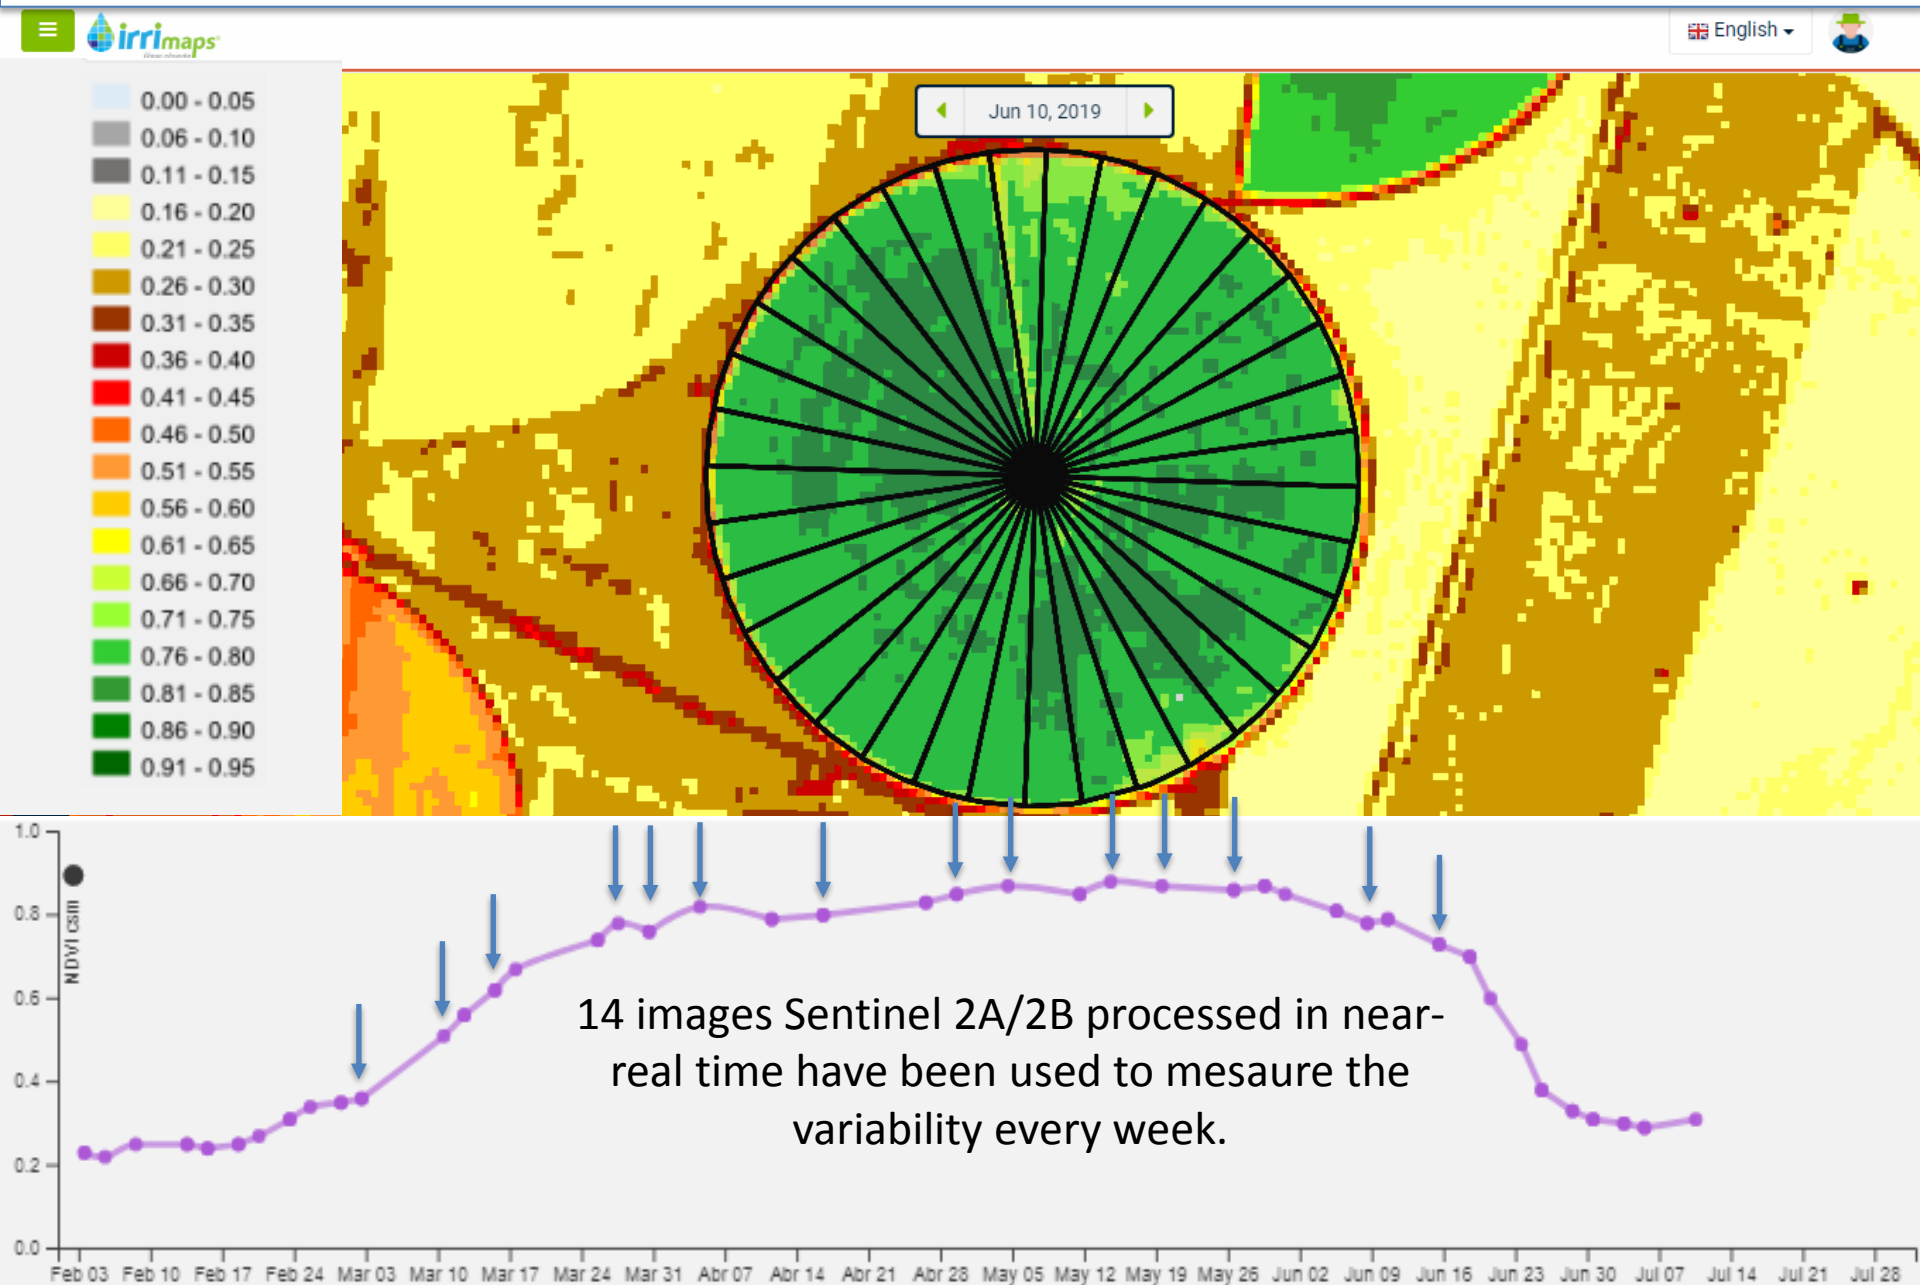 irrimaps
English
0.00 - 0.05
0.06 - 0.10
0.11 - 0.15
0.16 - 0.20
0.21 - 0.25
0.26 - 0.30
0.31 - 0.35
0.36 - 0.40
0.41 - 0.45
0.46 - 0.50
0.51 - 0.55
0.56 - 0.60
0.61 - 0.65
0.66 - 0.70
0.71 - 0.75
0.76 - 0.80
0.81 - 0.85
0.86 - 0.90
0.91 - 0.95
Jun 10, 2019
1.0
0.8
0.6
0.4
0.2
0.0
NDVI csm
14 images Sentinel 2A/2B processed in near-
real time have been used to mesaure the
variability every week.
Feb 03 Feb 10 Feb 17 Feb 24 Mar 03 Mar 10 Mar 17 Mar 24 Mar 31 Abr 07 Abr 14 Abr 21 Abr 28 May 05 May 12 May 19 May 26 Jun 02 Jun 09 Jun 16 Jun 23 Jun 30 Jul 07 Jul 14 Jul 21 Jul 28